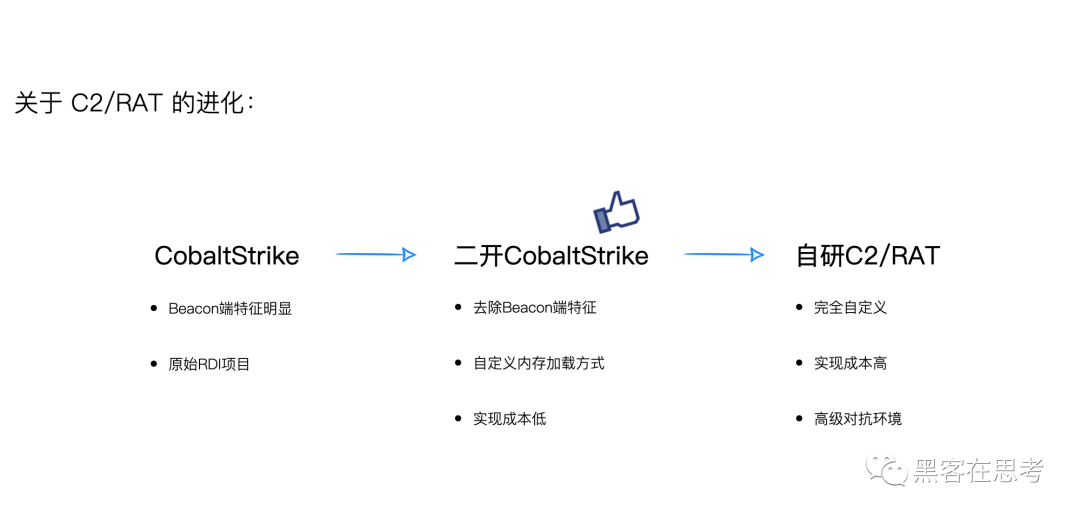 关于 C2/RAT 的进化：
CobaltStrike
Beacon端特征明显
原始RDI项目
二开CobaltStrike
去除Beacon端特征
自定义内存加载方式
实现成本低
自研C2/RAT
完全自定义
实现成本高
高级对抗环境
黑客在思考